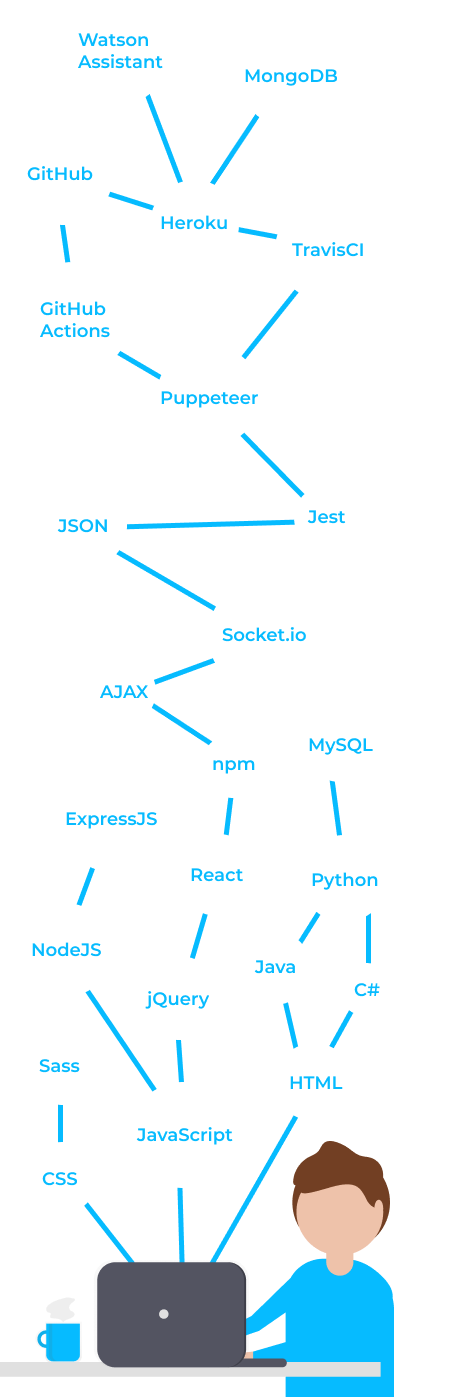 Watson
Assistant
MongoDB
GitHub
Heroku
TravisCI
GitHub
Actions
Puppeteer
Jest
JSON
Socket.io
AJAX
MySQL
npm
ExpressJS
React
Python
NodeJS
Java
C#
jQuery
Sass
HTML
JavaScript
CSS